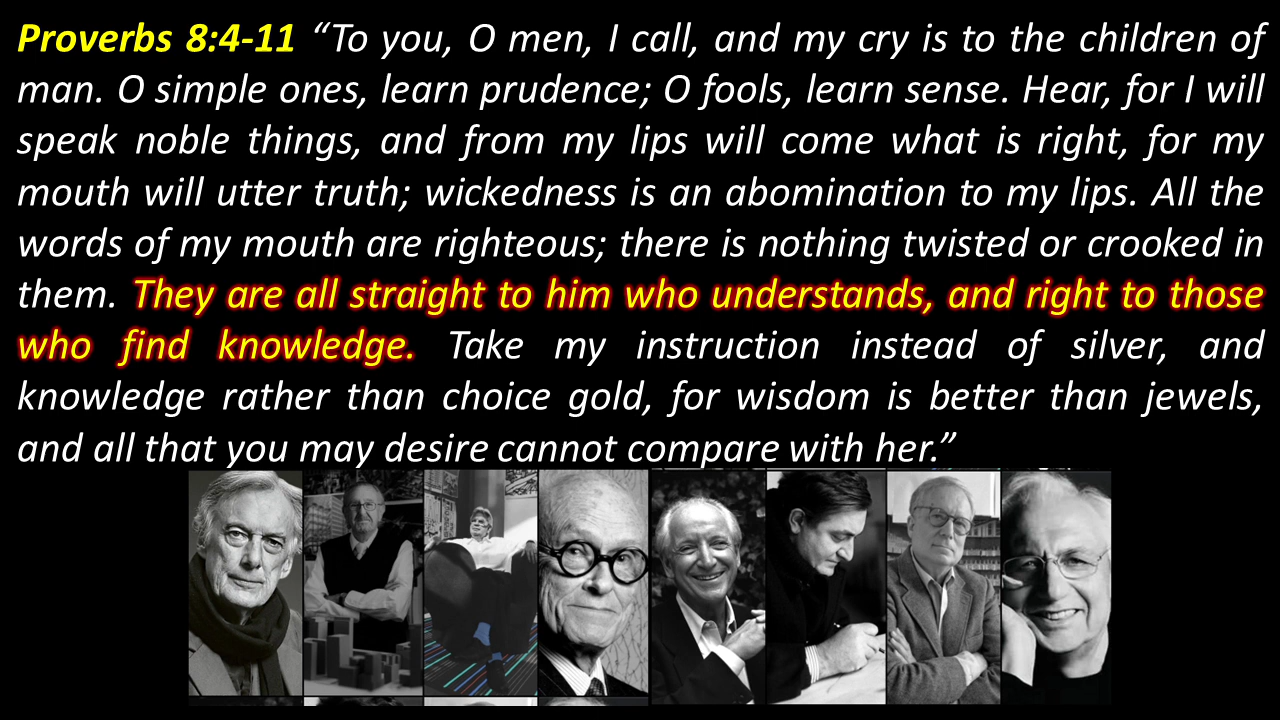 Proverbs 8:4-11 “To you, O men, I call, and my cry is to the children of
man. O simple ones, learn prudence; O fools, learn sense. Hear, for I will
speak noble things, and from my lips will come what is right, for my
mouth will utter truth; wickedness is an abomination to my lips. All the
words of my mouth are righteous; there is nothing twisted or crooked in
them. They are all straight to him who understands, and right to those
who find knowledge. Take my instruction instead of silver, and
knowledge rather than choice gold, for wisdom is better than jewels,
and all that you may desire cannot compare with her.”